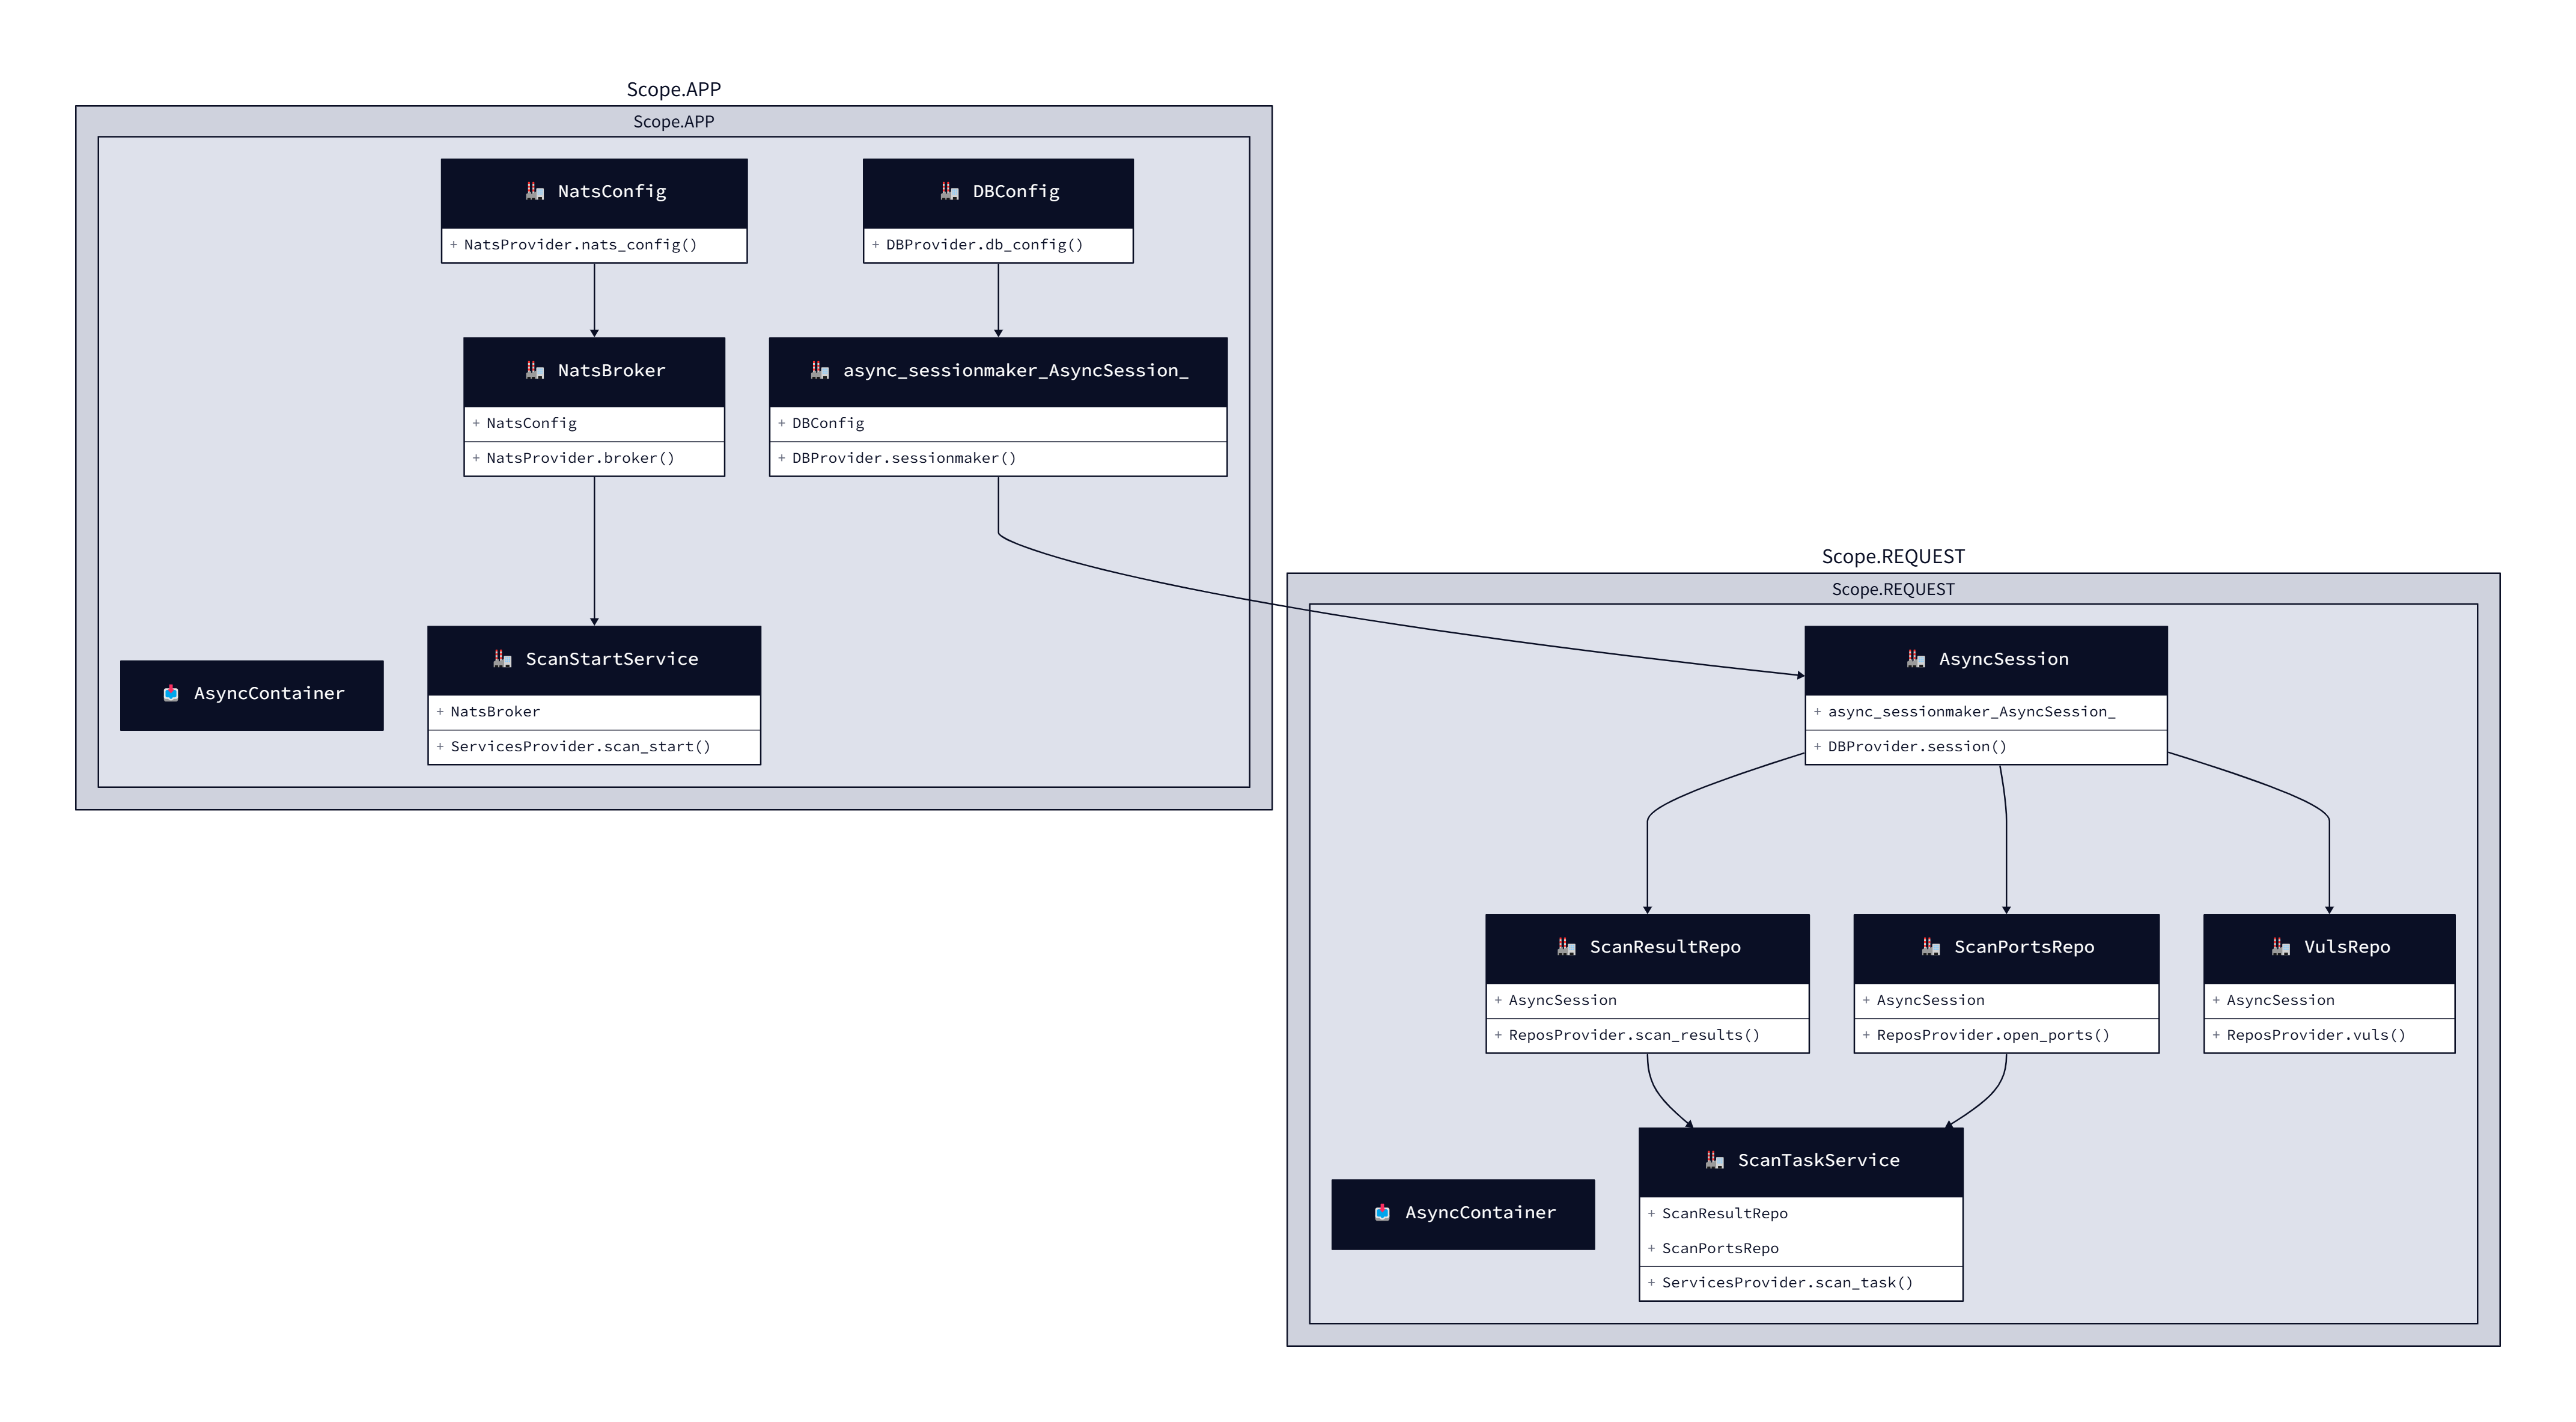 Scope.APP
Scope.APP
NatsConfig
+ NatsProvider.nats_config()
DBConfig
+ DBProvider.db_config()
NatsBroker
+ NatsConfig
+ NatsProvider.broker()
async_sessionmaker_AsyncSession_
+ DBConfig
+ DBProvider.sessionmaker()
AsyncContainer
ScanStartService
+ NatsBroker
+ ServicesProvider.scan_start()
Scope.REQUEST
Scope.REQUEST
AsyncSession
+ async_sessionmaker_AsyncSession_
+ DBProvider.session()
ScanResultRepo
+ AsyncSession
+ ReposProvider.scan_results()
ScanPortsRepo
+ AsyncSession
+ ReposProvider.open_ports()
VulsRepo
+ AsyncSession
+ ReposProvider.vuls()
AsyncContainer
ScanTaskService
+ ScanResultRepo
+ ScanPortsRepo
+ ServicesProvider.scan_task()